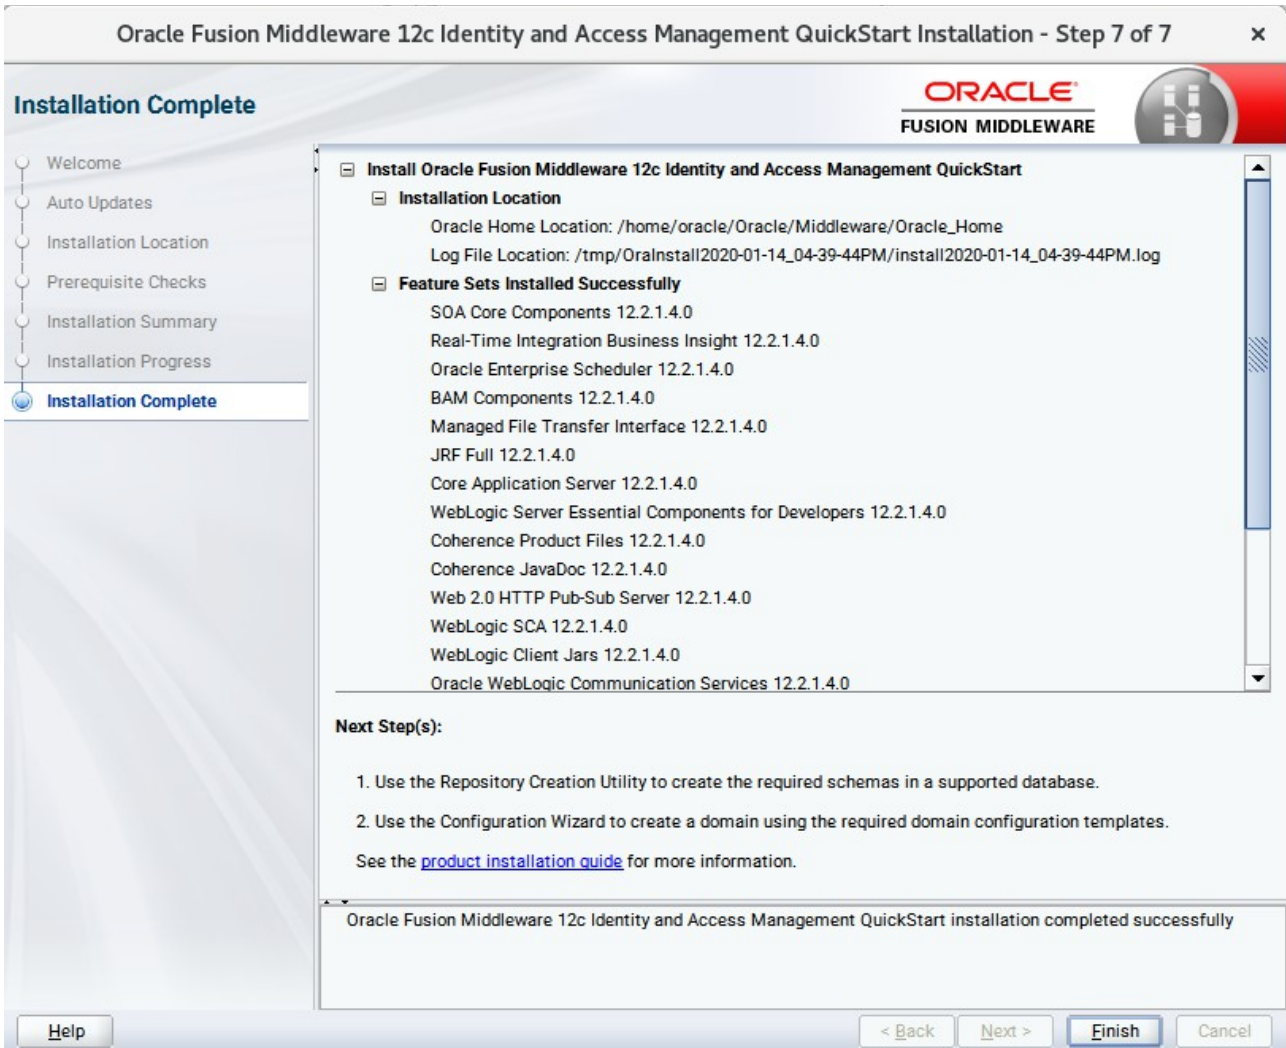 Oracle Fusion Middleware 12c Identity and Access Management QuickStart Installation - Step 7 of 7
Installation Complete
ORACLE
FUSION MIDDLEWARE
Welcome
Auto Updates
Installation Location
Prerequisite Checks
Installation Summary
Installation Progress
Installation Complete
Install Oracle Fusion Middleware 12c Identity and Access Management QuickStart
Installation Location
Oracle Home Location: /home/oracle/Oracle/Middleware/Oracle_Home
Log File Location: /tmp/OraInstall2020-01-14_04-39-44PM/install2020-01-14_04-39-44PM.log
Feature Sets Installed Successfully
SOA Core Components 12.2.1.4.0
Real-Time Integration Business Insight 12.2.1.4.0
Oracle Enterprise Scheduler 12.2.1.4.0
BAM Components 12.2.1.4.0
Managed File Transfer Interface 12.2.1.4.0
JRF Full 12.2.1.4.0
Core Application Server 12.2.1.4.0
WebLogic Server Essential Components for Developers 12.2.1.4.0
Coherence Product Files 12.2.1.4.0
Coherence JavaDoc 12.2.1.4.0
Web 2.0 HTTP Pub-Sub Server 12.2.1.4.0
WebLogic SCA 12.2.1.4.0
WebLogic Client Jars 12.2.1.4.0
Oracle WebLogic Communication Services 12.2.1.4.0
Next Step(s):
1. Use the Repository Creation Utility to create the required schemas in a supported database.
2. Use the Configuration Wizard to create a domain using the required domain configuration templates.
See the product installation guide for more information.
Oracle Fusion Middleware 12c Identity and Access Management QuickStart installation completed successfully
Help
< Back
Next >
Finish
Cancel